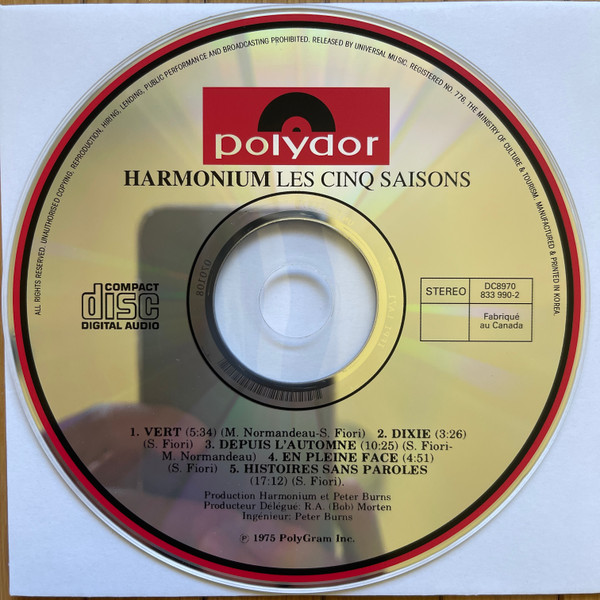 ALL RIGHTS RESERVED. UNAUTHORISED COPYING, REPRODUCTION, HIRING, LENDING, PUBLIC PERFORMANCE AND BROADCASTING PROHIBITED. RELEASED BY UNIVERSAL MUSIC. REGISTERED NO. 776, THE MINISTRY OF CULTURE & TOURISM. MANUFACTURED & PRINTED IN KOREA.
polydor
HARMONIUM LES CINQ SAISONS
COMPACT
disc
DIGITAL AUDIO
STEREO
DC8970
833 990-2
Fabriqué
au Canada
1. VERT (5:34) (M. Normandeau-S. Fiori) 2. DIXIE (3:26)
(S. Fiori) 3. DEPUIS L'AUTOMNE (10:25) (S. Fiori-
M. Normandeau) 4. EN PLEINE FACE (4:51)
(S. Fiori) 5. HISTOIRES SANS PAROLES
(17:12) (S. Fiori).
Production Harmonium et Peter Burns
Producteur Délégué: R.A. (Bob) Morten
Ingénieur: Peter Burns
℗ 1975 PolyGram Inc.